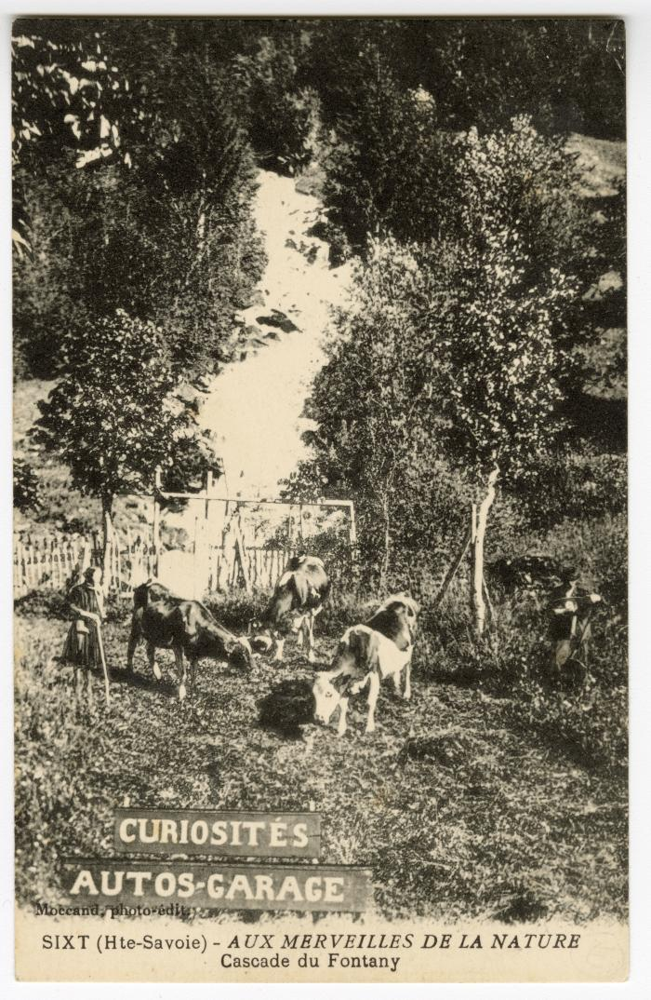 CURIOSITÉS
AUTOS-GARAGE
Moccand, photo-édit.
SIXT (Hte-Savoie) - AUX MERVEILLES DE LA NATURE
Cascade du Fontany